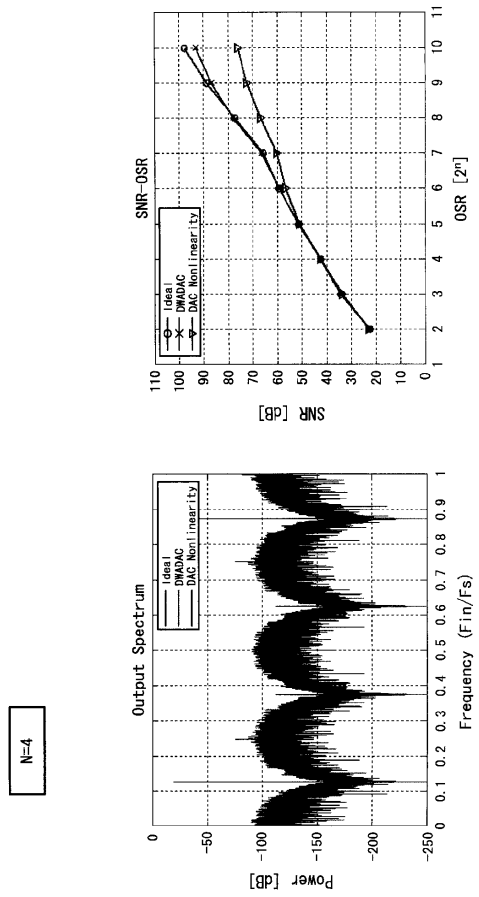 N=4
Output Spectrum
Ideal
DWADAC
DAC Nonlinearity
0
-50
-100
-150
-200
-250
Power [dB]
0 0.1 0.2 0.3 0.4 0.5 0.6 0.7 0.8 0.9 1
Frequency (Fin/Fs)
SNR-OSR
Ideal
DWADAC
DAC Nonlinearity
110
100
90
80
70
60
50
40
30
20
10
0
SNR [dB]
1 2 3 4 5 6 7 8 9 10 11
OSR [2ⁿ]